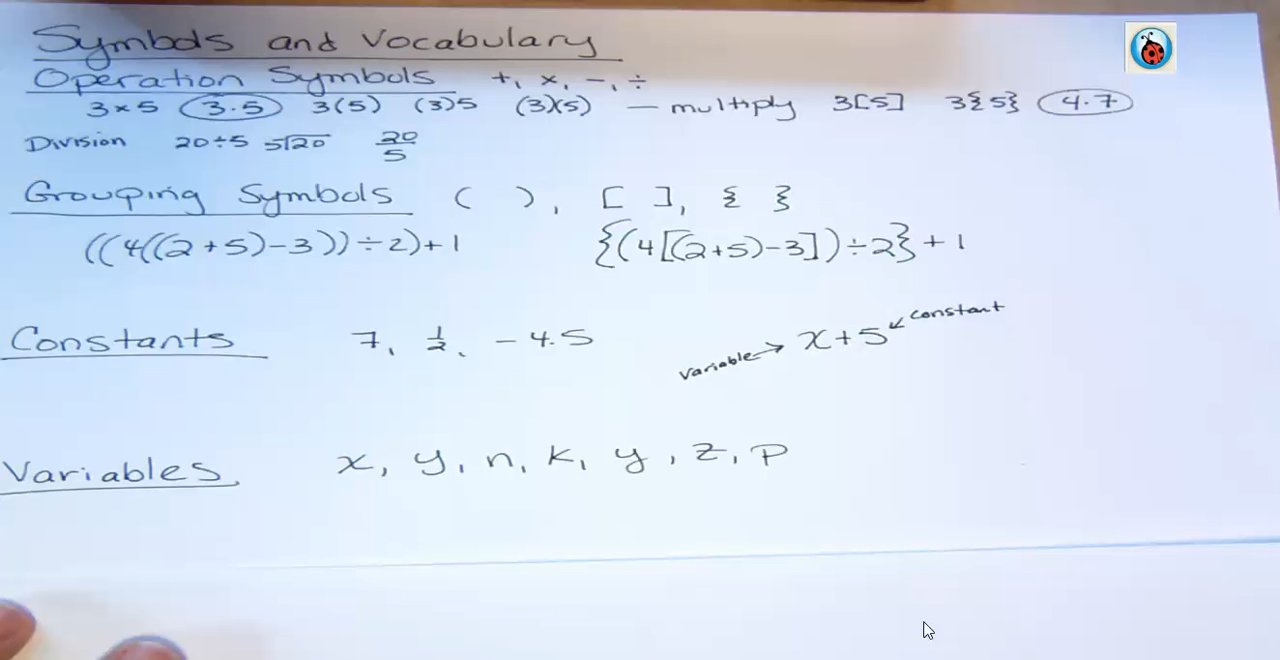 Symbols and Vocabulary
Operation Symbols +, ×, −, ÷
3×5 3·5 3(5) (3)5 (3)(5) — multiply 3[5] 3{5} 4·7
Division 20÷5 5√20 20/5
Grouping Symbols ( ), [ ], { }
((4((2+5)-3))÷2)+1 {(4[(2+5)-3])÷2}+1
Constants 7, 1/2, -4.5 variable → x+5 ← constant
Variables x, y, n, k, y, z, p